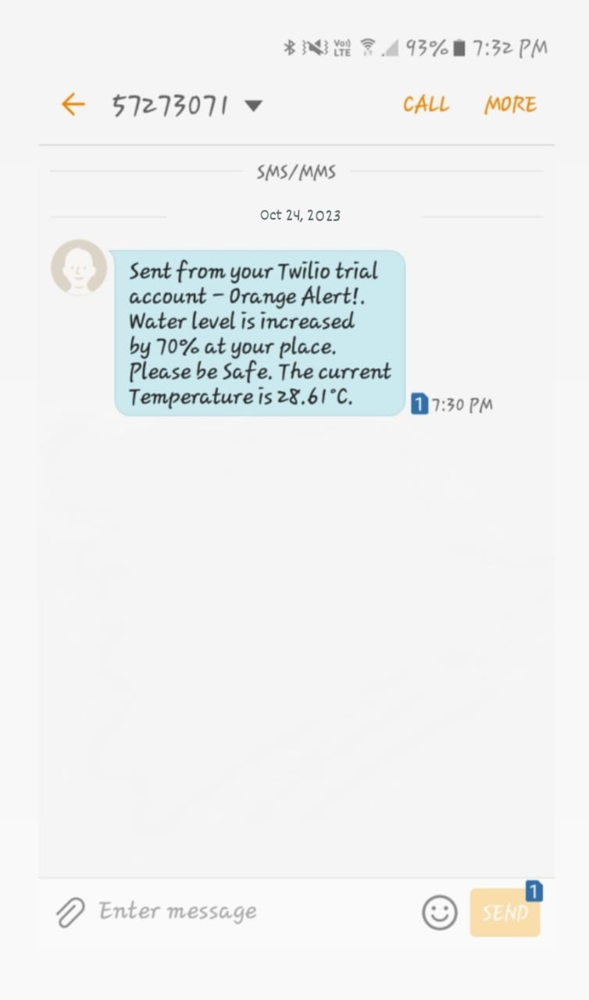 Vo)) LTE 93% 7:32 PM
57273071 CALL MORE
SMS/MMS
Oct 24, 2023
Sent from your Twilio trial
account - Orange Alert!.
Water level is increased
by 70% at your place.
Please be Safe. The current
Temperature is 28.61°C.
1 7:30 PM
1
Enter message SEND